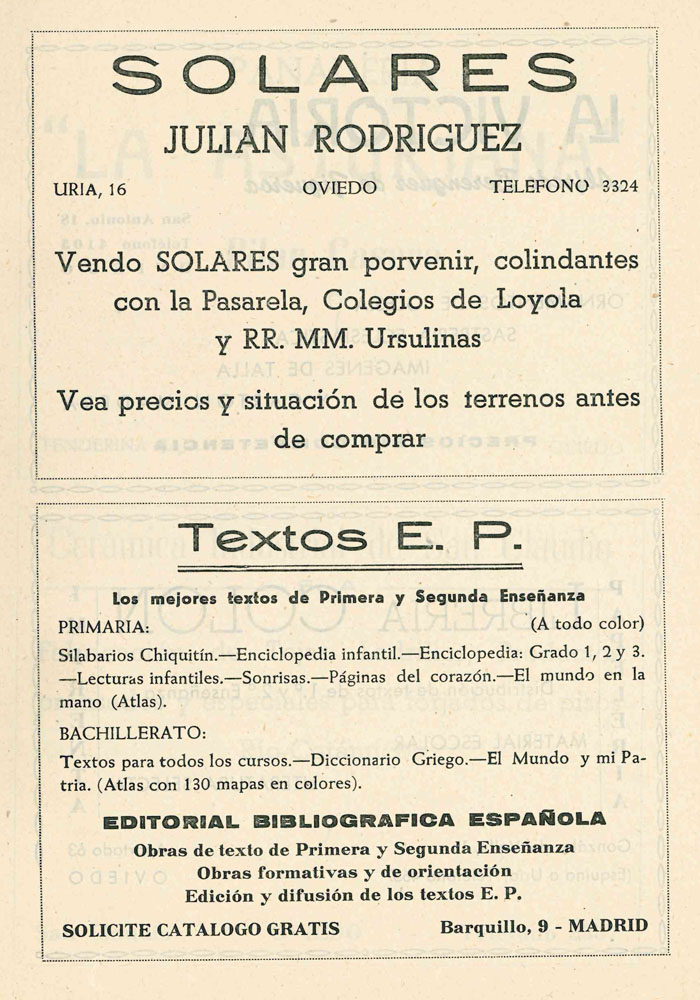 SOLARES
JULIAN RODRIGUEZ
URIA, 16 OVIEDO TELEFONO 3324
Vendo SOLARES gran porvenir, colindantes
con la Pasarela, Colegios de Loyola
y RR. MM. Ursulinas
Vea precios y situación de los terrenos antes
de comprar
Textos E. P.
Los mejores textos de Primera y Segunda Enseñanza
PRIMARIA: (A todo color)
Silabarios Chiquitín.—Enciclopedia infantil.—Enciclopedia: Grado 1, 2 y 3.
—Lecturas infantiles.—Sonrisas.—Páginas del corazón.—El mundo en la
mano (Atlas).
BACHILLERATO:
Textos para todos los cursos.—Diccionario Griego.—El Mundo y mi Pa-
tria. (Atlas con 130 mapas en colores).
EDITORIAL BIBLIOGRAFICA ESPAÑOLA
Obras de texto de Primera y Segunda Enseñanza
Obras formativas y de orientación
Edición y difusión de los textos E. P.
SOLICITE CATALOGO GRATIS Barquillo, 9 - MADRID